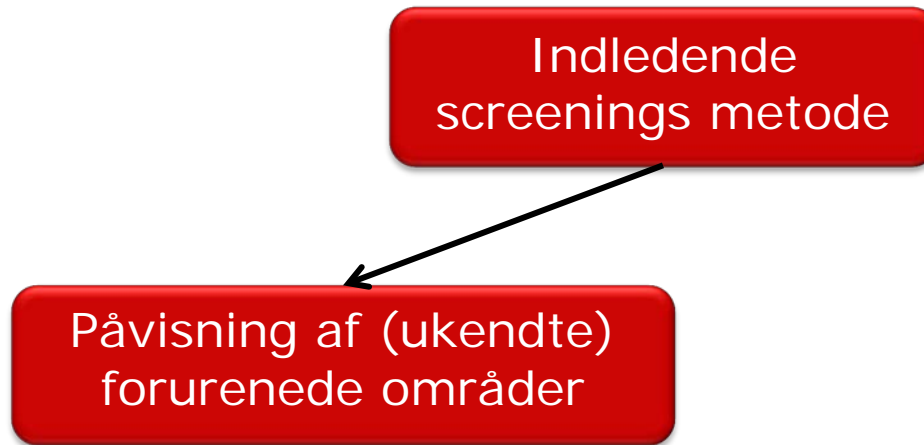 Indledende
screenings metode
Påvisning af (ukendte)
forurenede områder